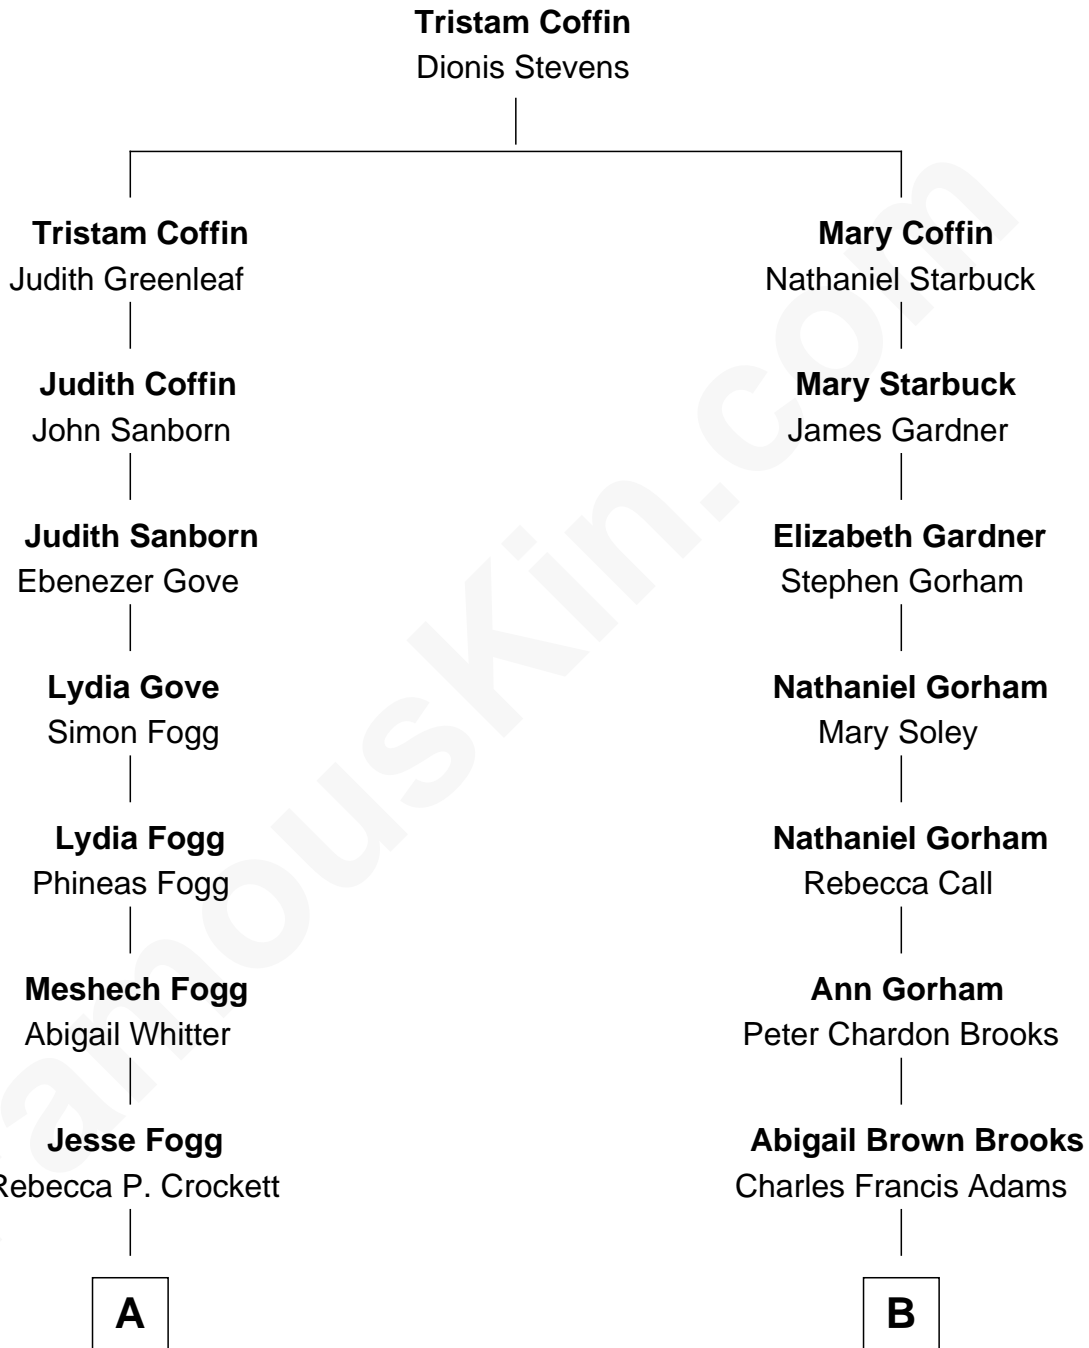 Tristam Coffin
Dionis Stevens
Tristam Coffin
Judith Greenleaf
Mary Coffin
Nathaniel Starbuck
Judith Coffin
John Sanborn
Mary Starbuck
James Gardner
Judith Sanborn
Ebenezer Gove
Elizabeth Gardner
Stephen Gorham
Lydia Gove
Simon Fogg
Nathaniel Gorham
Mary Soley
Lydia Fogg
Phineas Fogg
Nathaniel Gorham
Rebecca Call
Meshech Fogg
Abigail Whitter
Ann Gorham
Peter Chardon Brooks
Jesse Fogg
Rebecca P. Crockett
Abigail Brown Brooks
Charles Francis Adams
A
B
amouskin.com